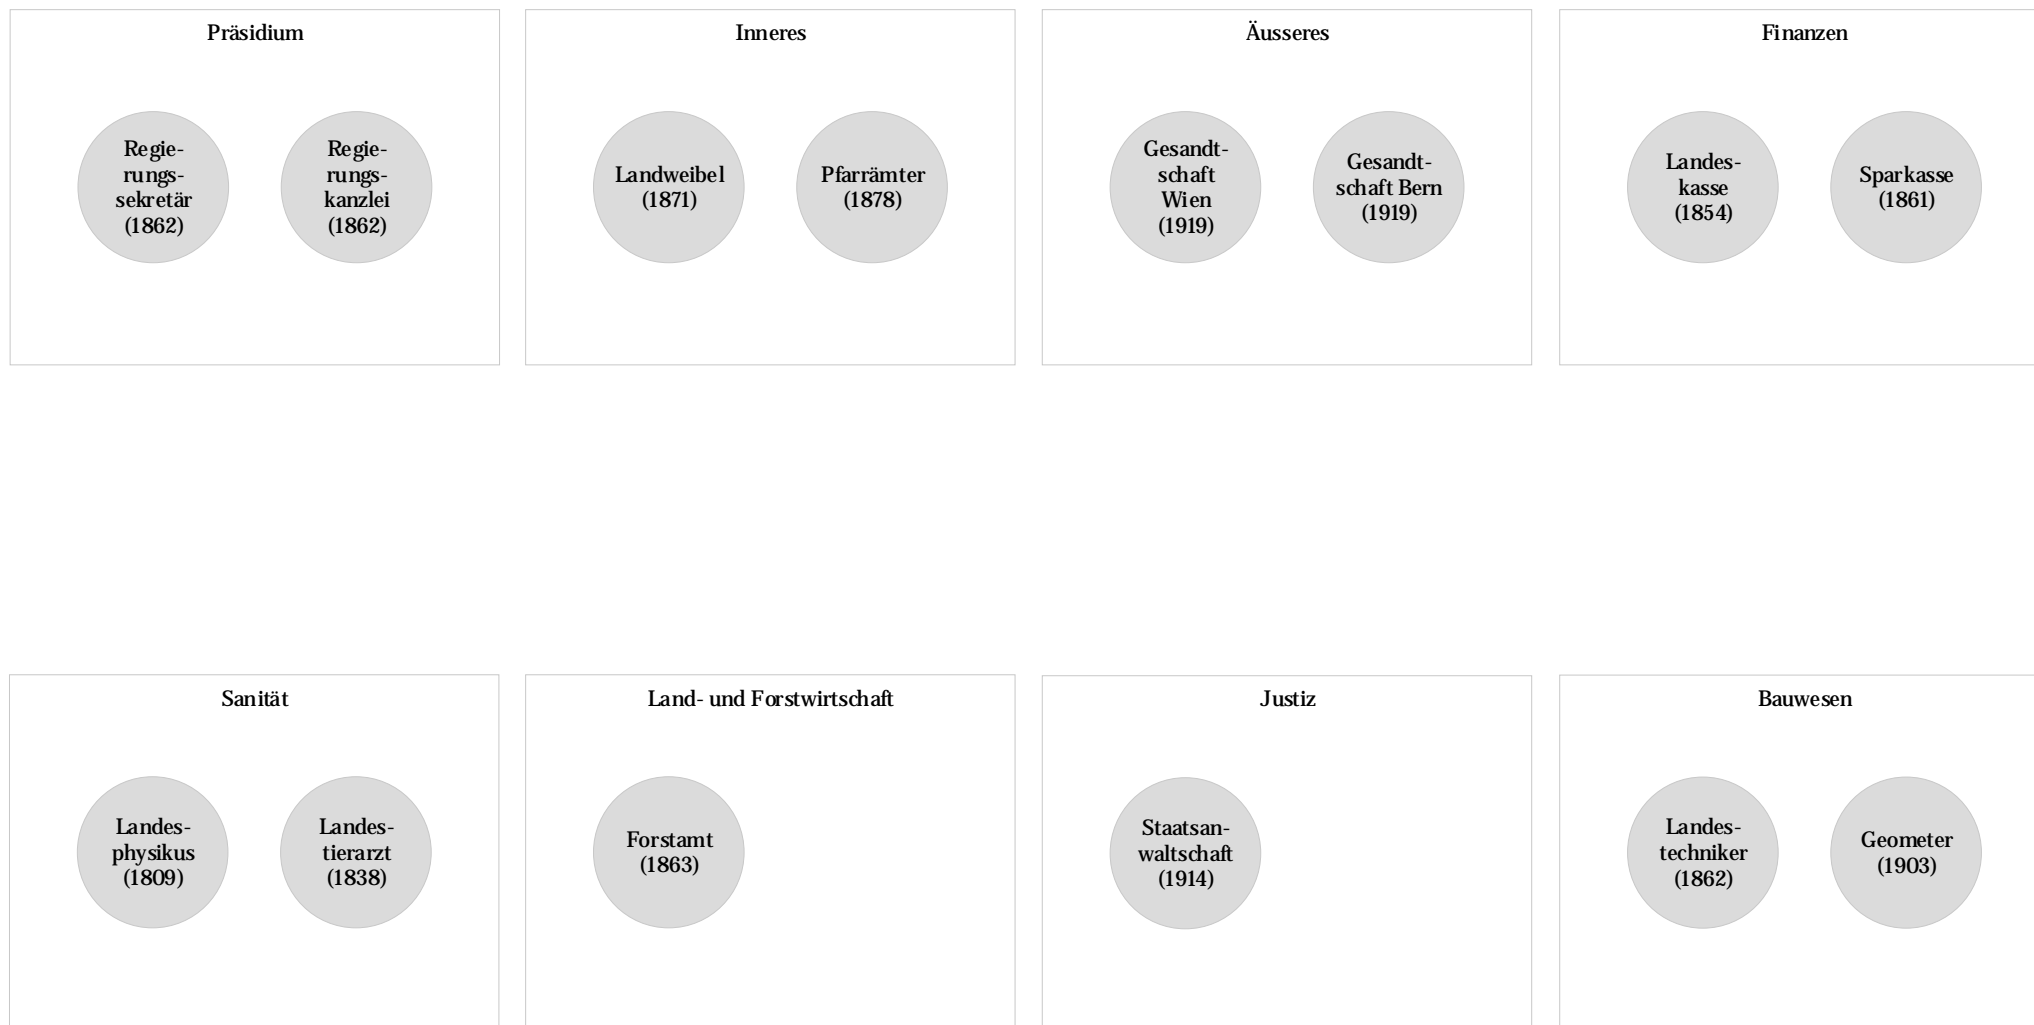 Präsidium
Regie-
rungs-
sekretär
(1862)
Regie-
rungs-
kanzlei
(1862)
Inneres
Landweibel
(1871)
Pfarrämter
(1878)
Äusseres
Gesandt-
schaft
Wien
(1919)
Gesandt-
schaft Bern
(1919)
Finanzen
Landes-
kasse
(1854)
Sparkasse
(1861)
Sanität
Landes-
physikus
(1809)
Landes-
tierarzt
(1838)
Land- und Forstwirtschaft
Forstamt
(1863)
Justiz
Staatsan-
waltschaft
(1914)
Bauwesen
Landes-
techniker
(1862)
Geometer
(1903)